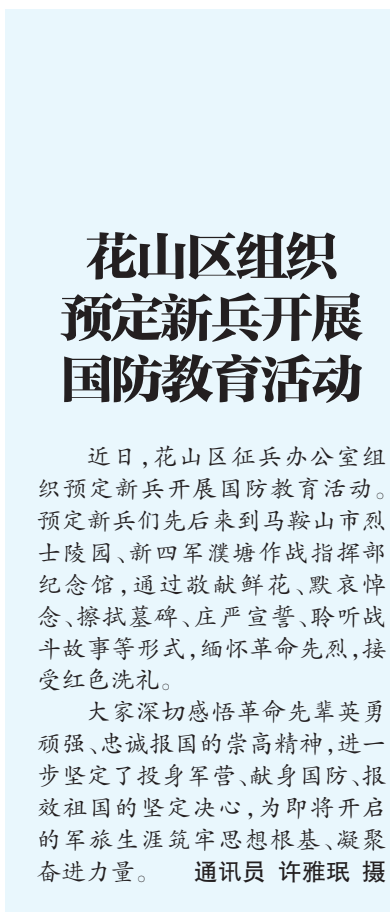 花山区组织
预定新兵开展
国防教育活动
近日,花山区征兵办公室组
织预定新兵开展国防教育活动。
预定新兵们先后来到马鞍山市烈
士陵园、新四军濮塘作战指挥部
纪念馆,通过敬献鲜花、默哀悼
念、擦拭墓碑、庄严宣誓、聆听战
斗故事等形式,缅怀革命先烈,接
受红色洗礼。
大家深切感悟革命先辈英勇
顽强、忠诚报国的崇高精神,进一
步坚定了投身军营、献身国防、报
效祖国的坚定决心,为即将开启
的军旅生涯筑牢思想根基、凝聚
奋进力量。 通讯员 许雅珉 摄